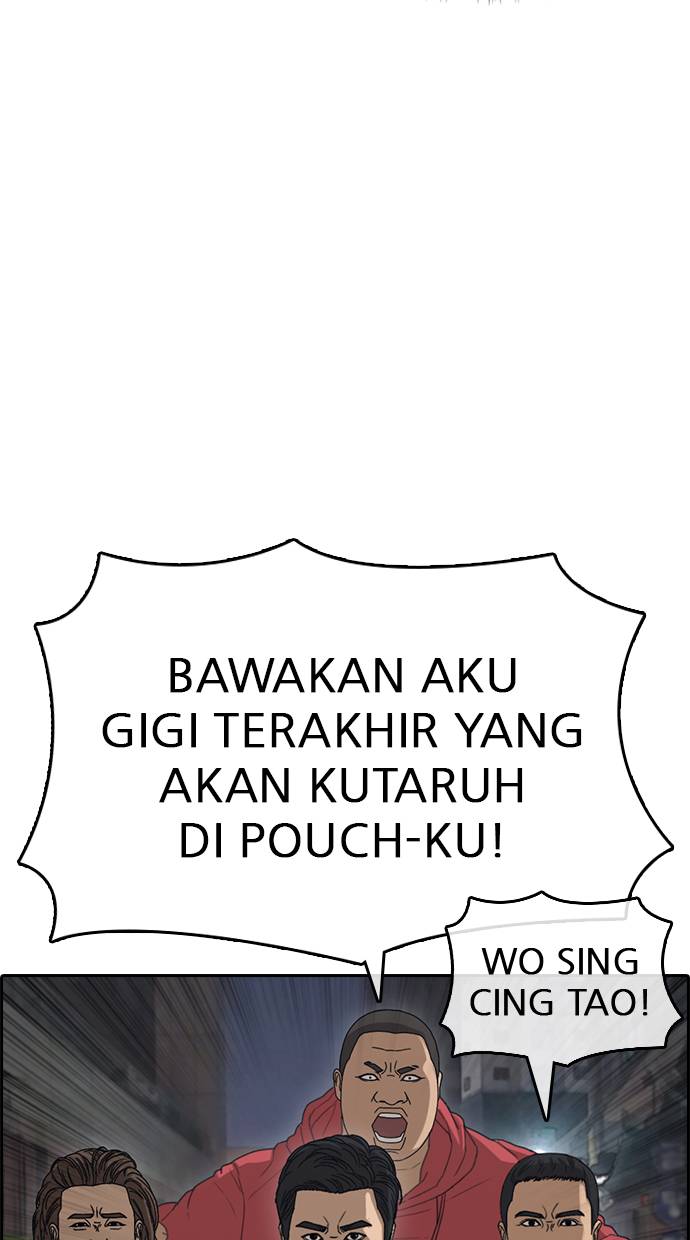 BAWAKAN AKU
GIGI TERAKHIR YANG
AKAN KUTARUH
DI POUCH-KU!
WO SING
CING TAO!